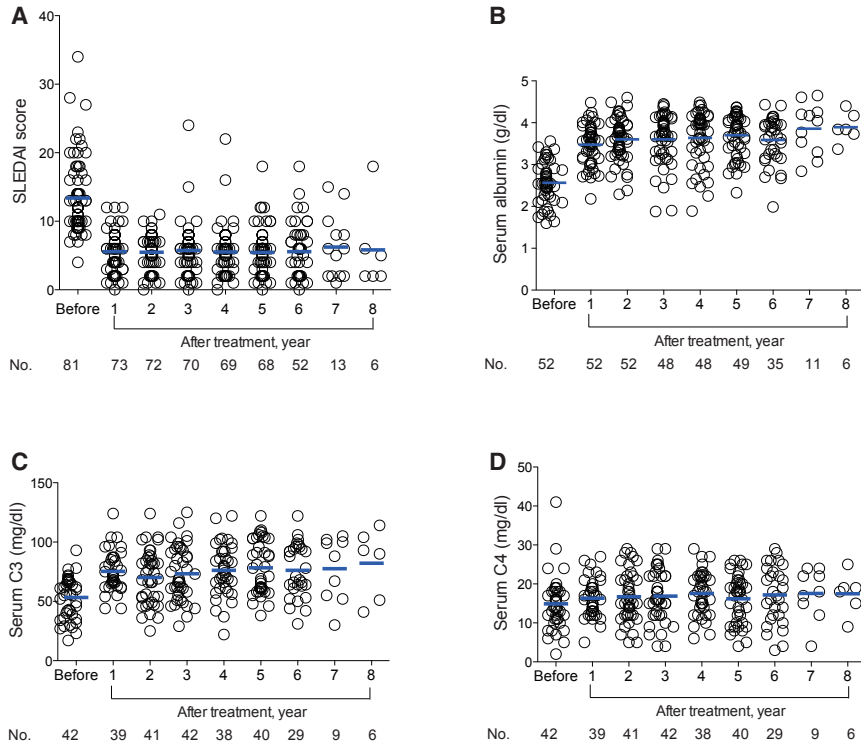 A
SLEDAI score
40
30
20
10
0
Before 1 2 3 4 5 6 7 8
After treatment, year
No. 81 73 72 70 69 68 52 13 6
B
Serum albumin (g/dl)
5
4
3
2
1
0
Before 1 2 3 4 5 6 7 8
After treatment, year
No. 52 52 52 48 48 49 35 11 6
C
Serum C3 (mg/dl)
150
100
50
0
Before 1 2 3 4 5 6 7 8
After treatment, year
No. 42 39 41 42 38 40 29 9 6
D
Serum C4 (mg/dl)
50
40
30
20
10
0
Before 1 2 3 4 5 6 7 8
After treatment, year
No. 42 39 41 42 38 40 29 9 6